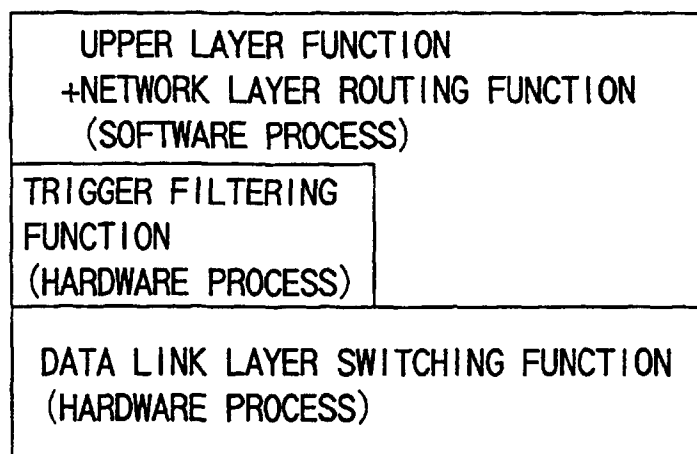 UPPER LAYER FUNCTION
+NETWORK LAYER ROUTING FUNCTION
(SOFTWARE PROCESS)
TRIGGER FILTERING
FUNCTION
(HARDWARE PROCESS)
DATA LINK LAYER SWITCHING FUNCTION
(HARDWARE PROCESS)